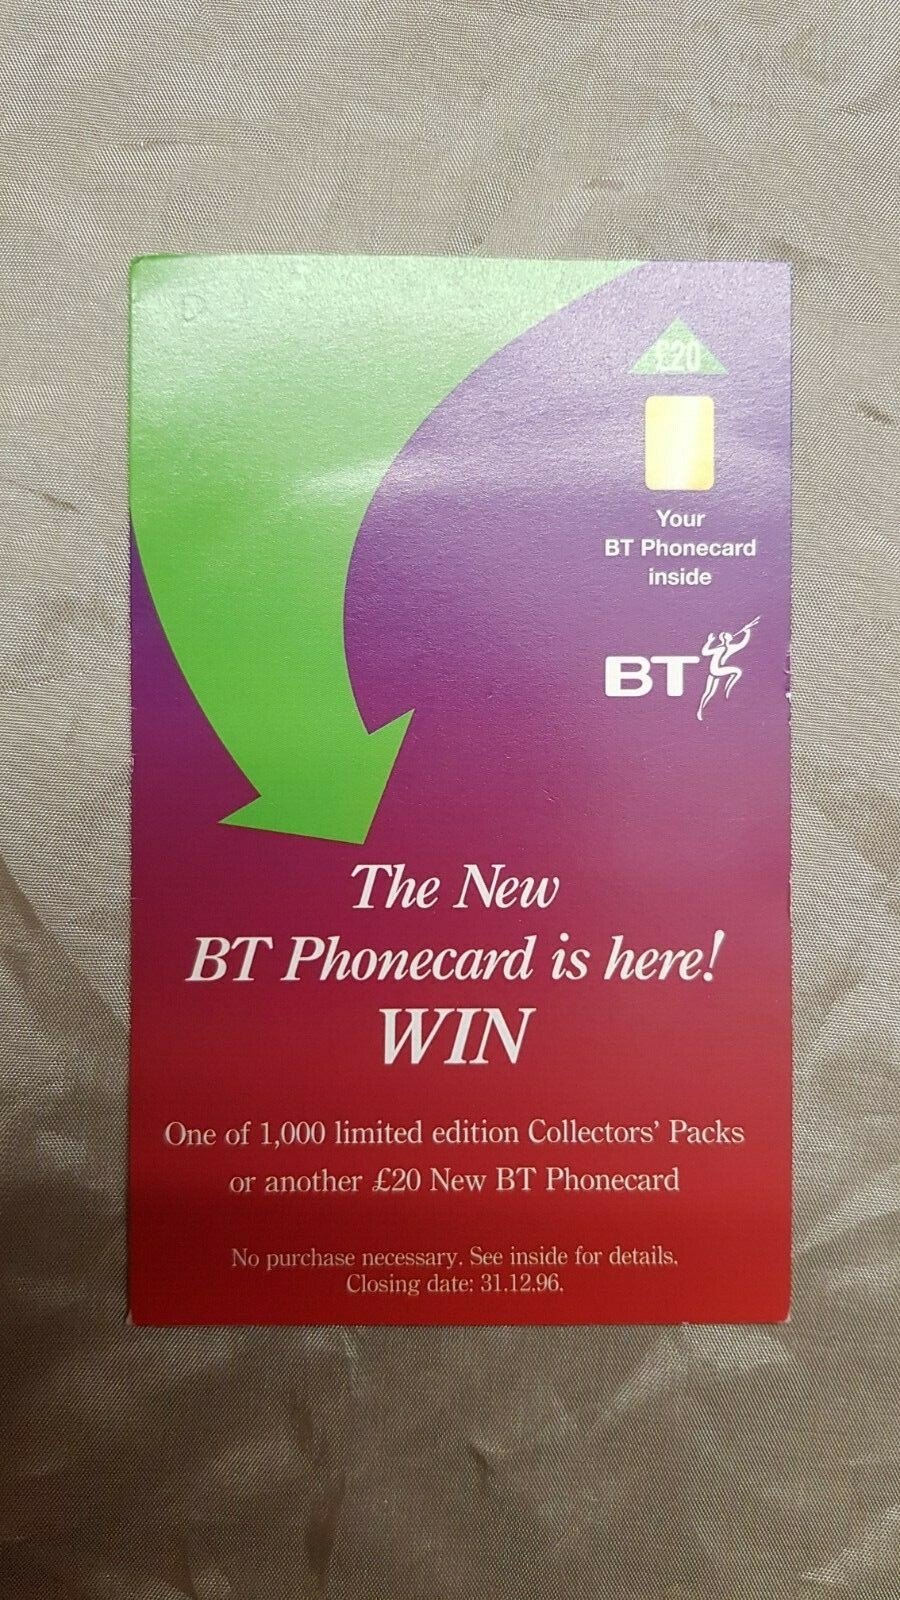 £20
Your
BT Phonecard
inside
BT
The New
BT Phonecard is here!
WIN
One of 1,000 limited edition Collectors' Packs
or another £20 New BT Phonecard
No purchase necessary. See inside for details.
Closing date: 31.12.96.